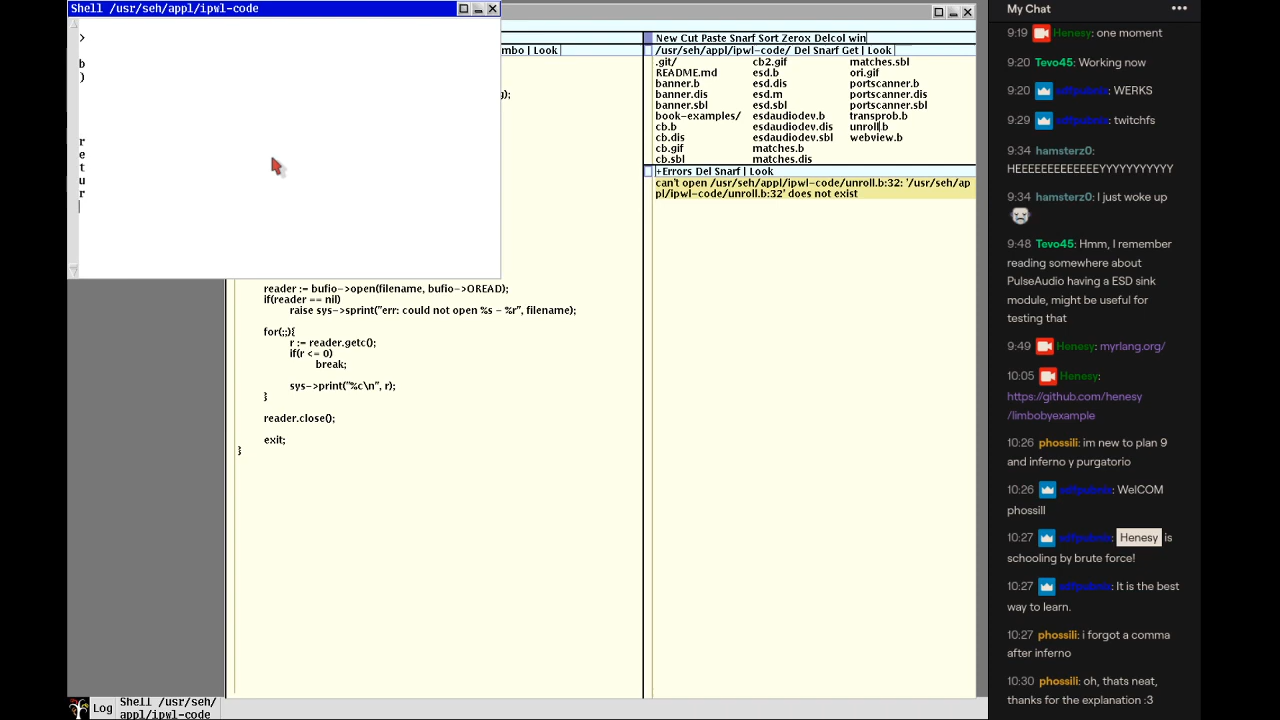 Shell /usr/seh/appl/ipwl-code
>
b
)
r
e
t
u
r
mbo | Look |
g);
reader := bufio->open(filename, bufio->OREAD);
if(reader == nil)
raise sys->sprint("err: could not open %s - %r", filename);
for(;;){
r := reader.getc();
if(r <= 0)
break;
sys->print("%c\n", r);
}
reader.close();
exit;
}
New Cut Paste Snarf Sort Zerox Delcol win
/usr/seh/appl/ipwl-code/ Del Snarf Get | Look |
.git/ cb2.gif matches.sbl
README.md esd.b ori.gif
banner.b esd.dis portscanner.b
banner.dis esd.m portscanner.dis
banner.sbl esd.sbl portscanner.sbl
book-examples/ esdaudiodev.b transprob.b
cb.b esdaudiodev.dis unroll.b
cb.dis esdaudiodev.sbl webview.b
cb.gif matches.b
cb.sbl matches.dis
+Errors Del Snarf | Look
can't open /usr/seh/appl/ipwl-code/unroll.b:32: '/usr/seh/ap
pl/ipwl-code/unroll.b:32' does not exist
Log
Shell /usr/seh/
appl/ipwl-code
My Chat
9:19 Henesy: one moment
9:20 Tevo45: Working now
9:20 : WERKS
9:29 : twitchfs
9:34 hamsterz0:
HEEEEEEEEEEEEYYYYYYYYYYY
9:34 hamsterz0: I just woke up
9:48 Tevo45: Hmm, I remember
reading somewhere about
PulseAudio having a ESD sink
module, might be useful for
testing that
9:49 Henesy: myrlang.org/
10:05 Henesy:
https://github.com/henesy
/limbobyexample
10:26 phossili: im new to plan 9
and inferno y purgatorio
10:26 : WelCOM
phossill
10:27 : Henesy is
schooling by brute force!
10:27 : It is the best
way to learn.
10:27 phossili: i forgot a comma
after inferno
10:30 phossili: oh, thats neat,
thanks for the explanation :3